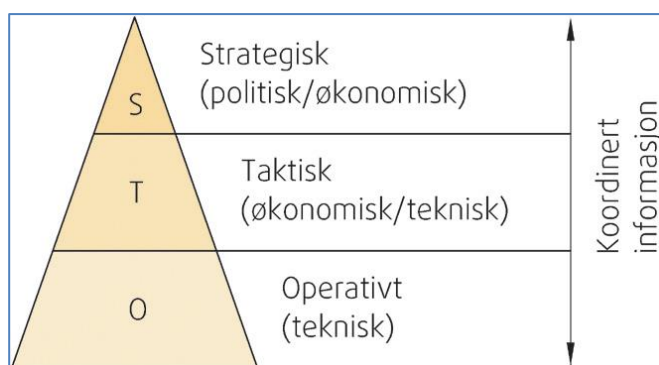 S
Strategisk
(politisk/økonomisk)
T
Taktisk
(økonomisk/teknisk)
O
Operativt
(teknisk)
Koordinert
informasjon